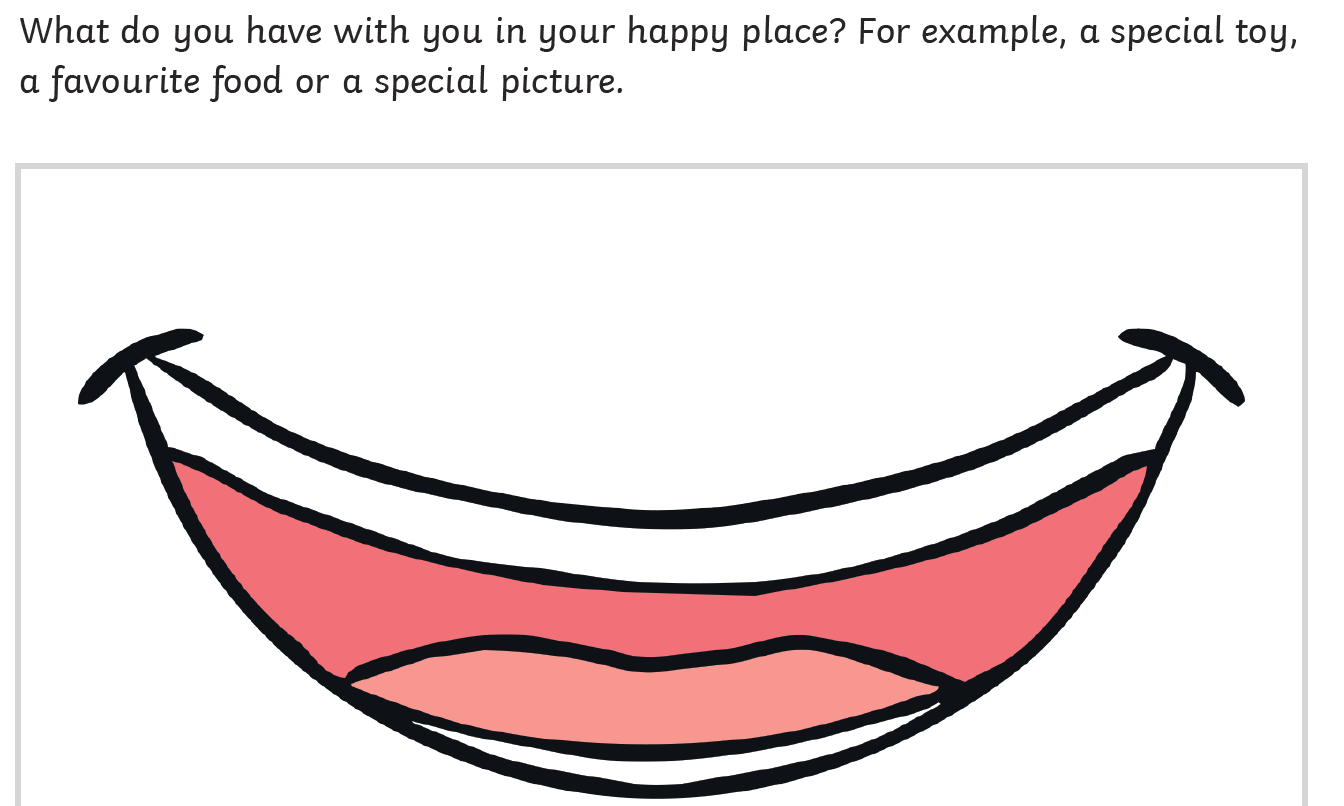 What do you have with you in your happy place? For example, a special toy,
a favourite food or a special picture.